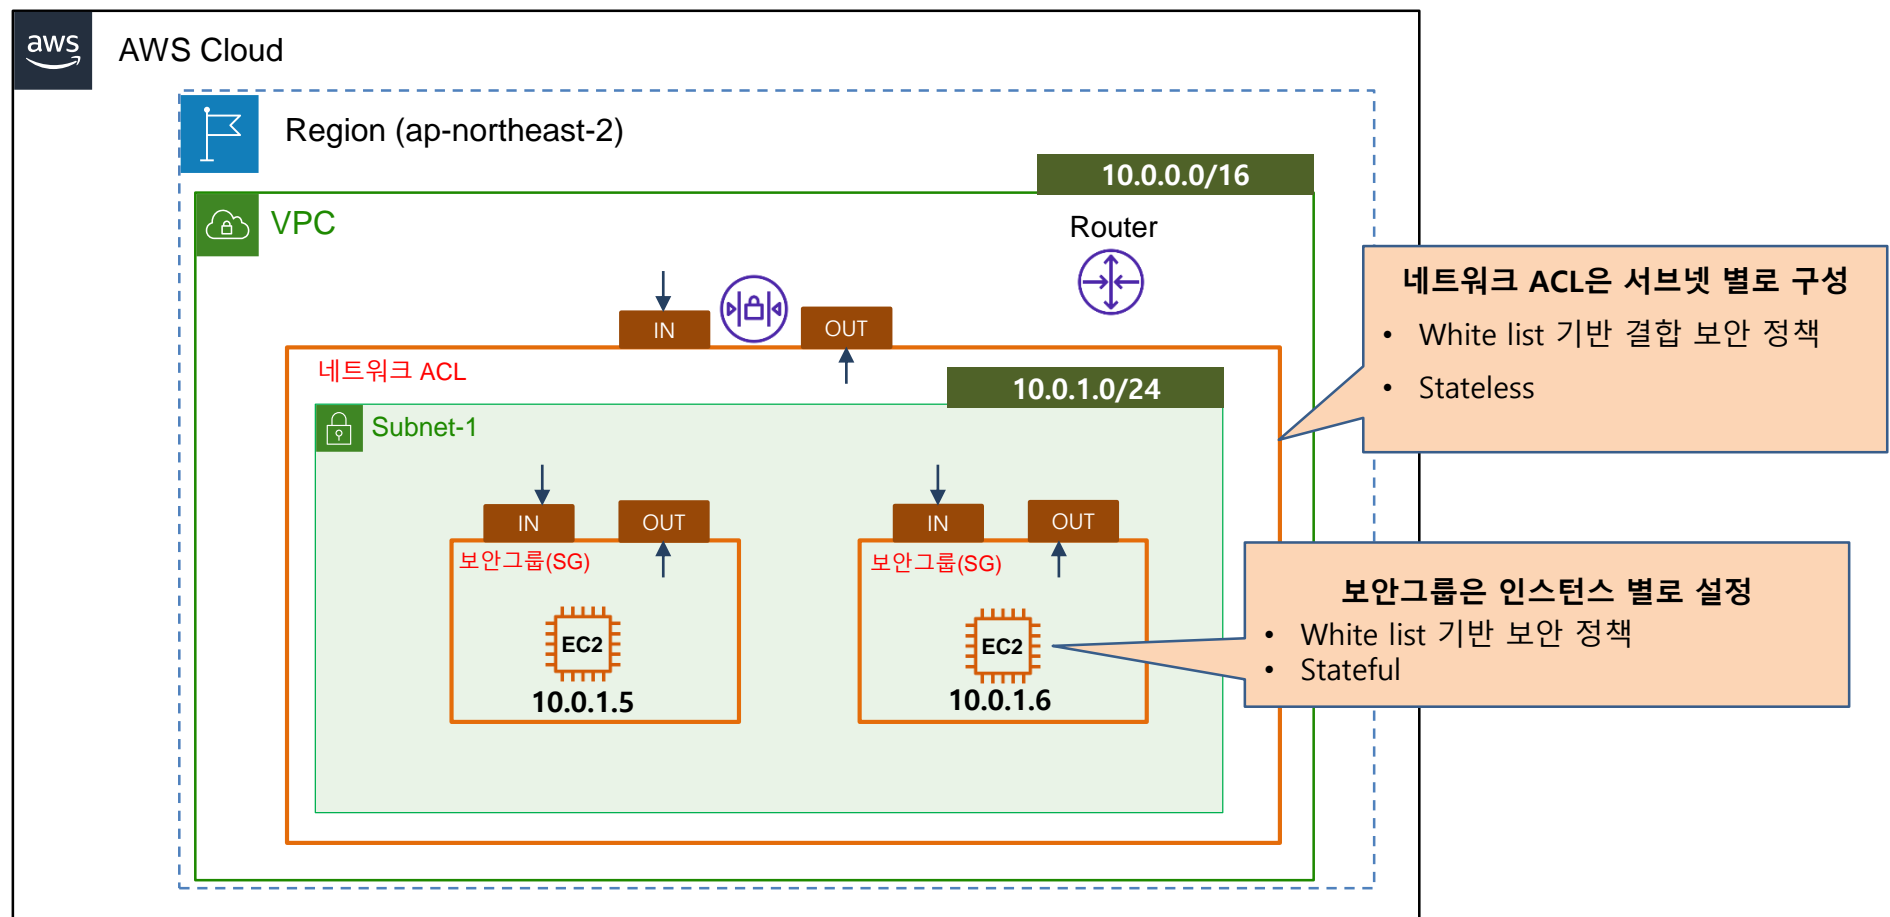 aws
AWS Cloud
Region (ap-northeast-2)
10.0.0.0/16
VPC
Router
IN
OUT
네트워크 ACL
10.0.1.0/24
Subnet-1
IN
OUT
보안그룹(SG)
EC2
10.0.1.5
IN
OUT
보안그룹(SG)
EC2
10.0.1.6
네트워크 ACL은 서브넷 별로 구성
• White list 기반 결합 보안 정책
• Stateless
보안그룹은 인스턴스 별로 설정
• White list 기반 보안 정책
• Stateful